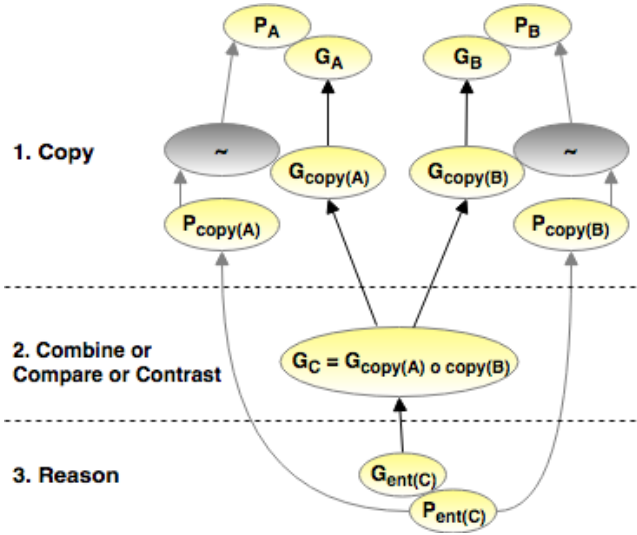 P_A
P_B
G_A
G_B
1. Copy
~
~
G_copy(A)
G_copy(B)
P_copy(A)
P_copy(B)
2. Combine or
Compare or Contrast
G_C = G_copy(A) o copy(B)
3. Reason
G_ent(C)
P_ent(C)